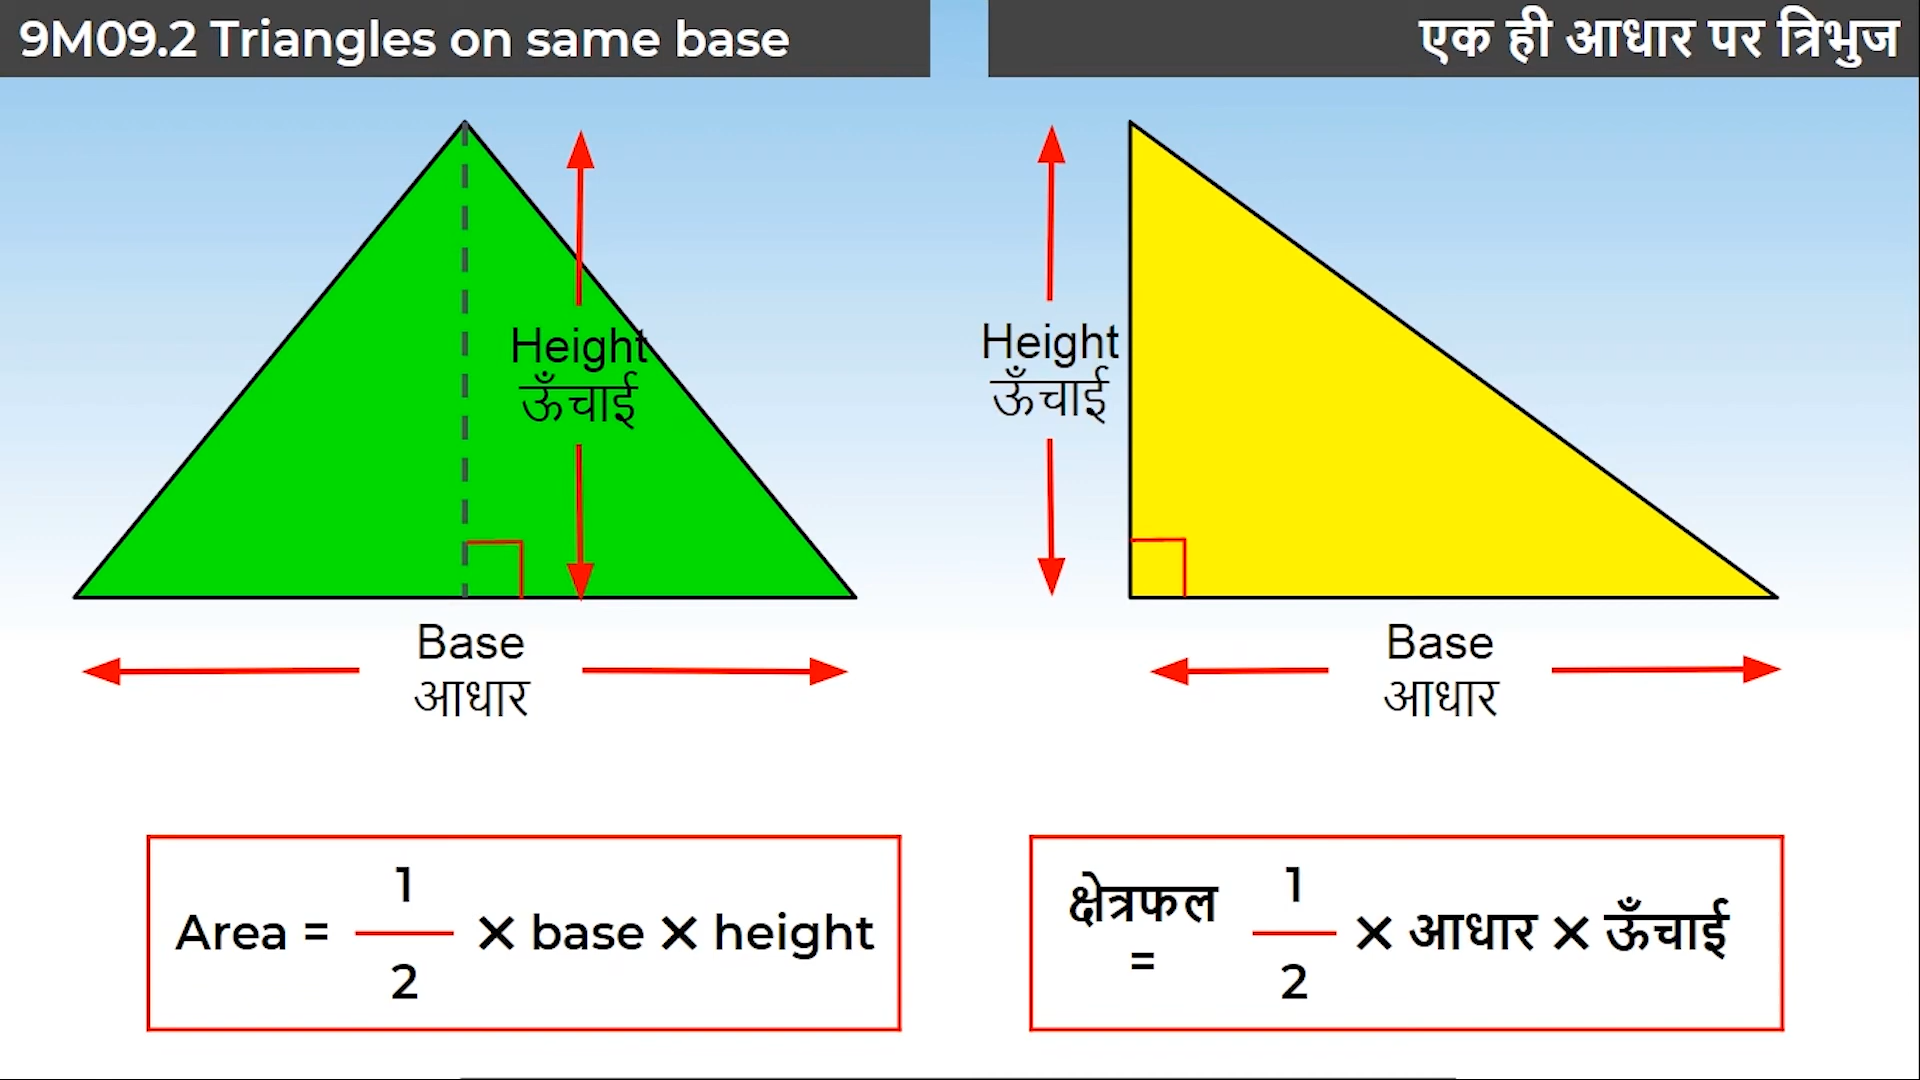 9M09.2 Triangles on same base
एक ही आधार पर त्रिभुज
Height
ऊँचाई
Base
आधार
Height
ऊँचाई
Base
आधार
Area = 1/2 × base × height
क्षेत्रफल = 1/2 × आधार × ऊँचाई